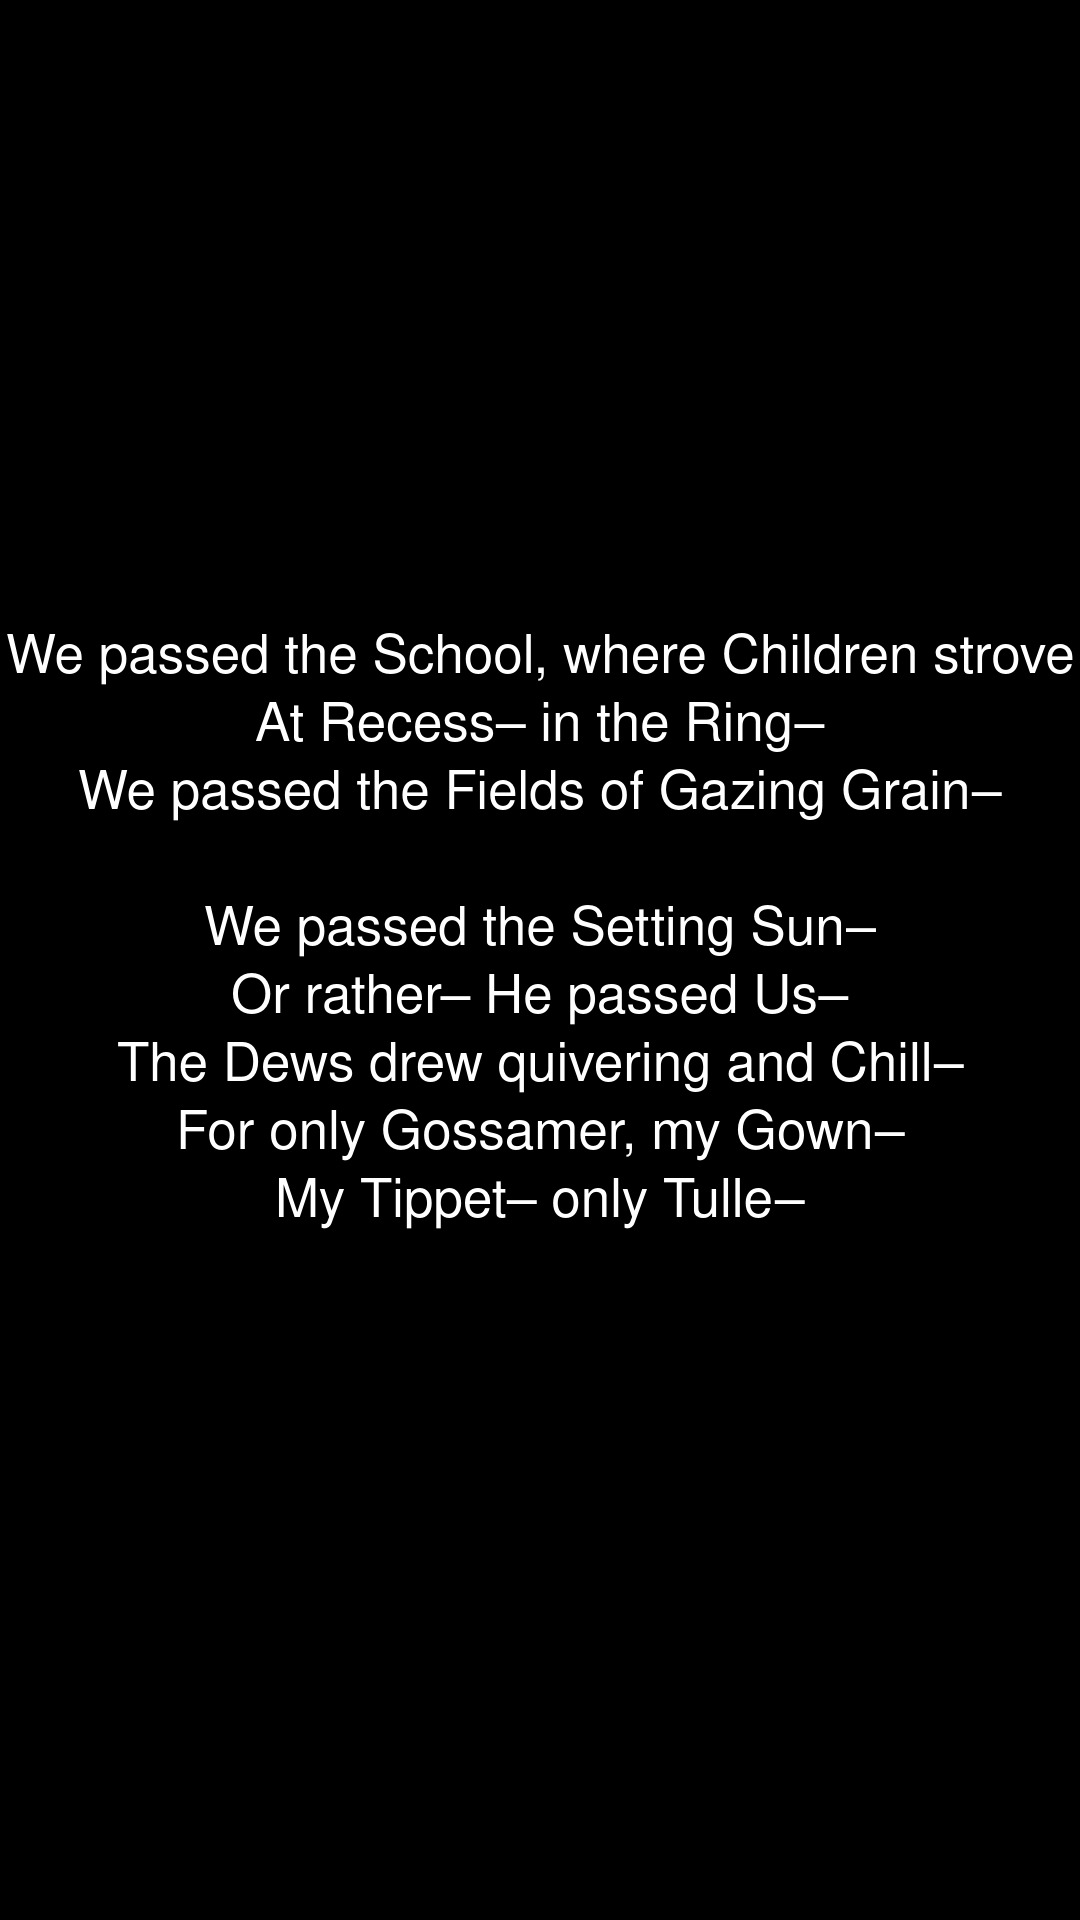 We passed the School, where Children strove
At Recess– in the Ring–
We passed the Fields of Gazing Grain–

We passed the Setting Sun–
Or rather– He passed Us–
The Dews drew quivering and Chill–
For only Gossamer, my Gown–
My Tippet– only Tulle–